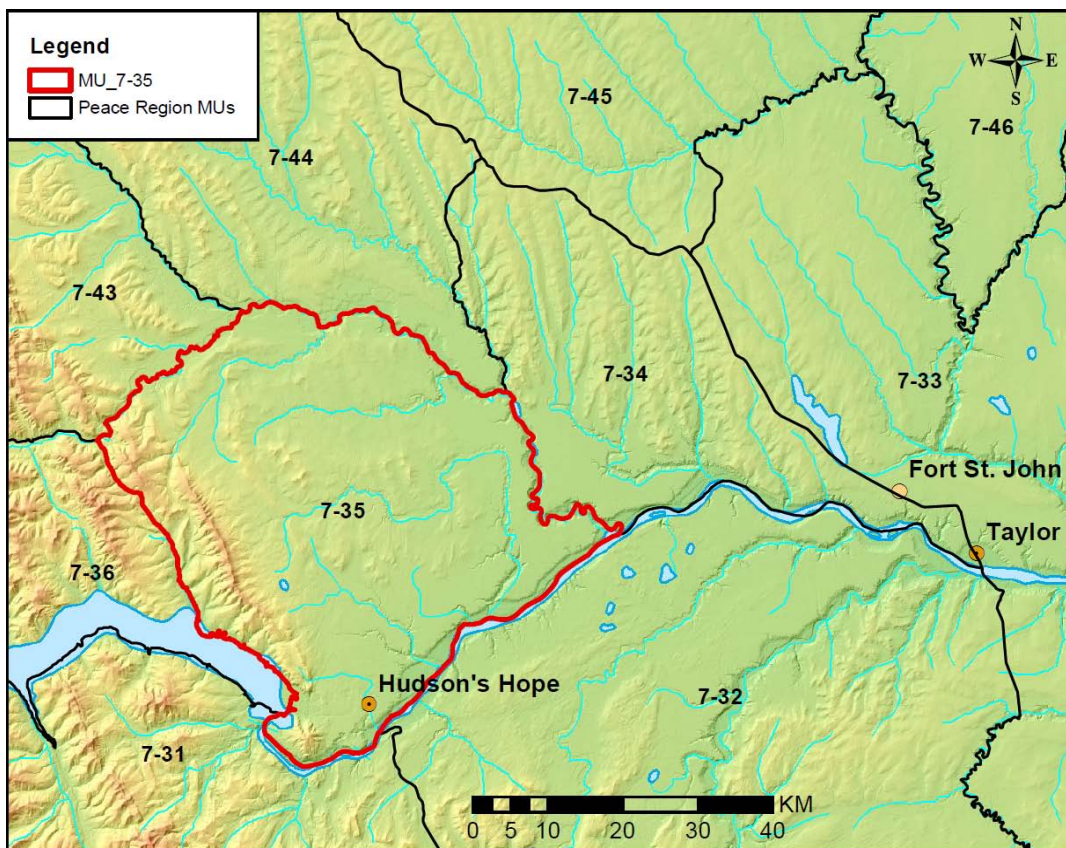 Legend
MU_7-35
Peace Region MUs
N
W E
S
7-45
7-46
7-44
7-43
7-34
7-33
Fort St. John
7-35
Taylor
7-36
Hudson's Hope
7-32
7-31
KM
0 5 10 20 30 40